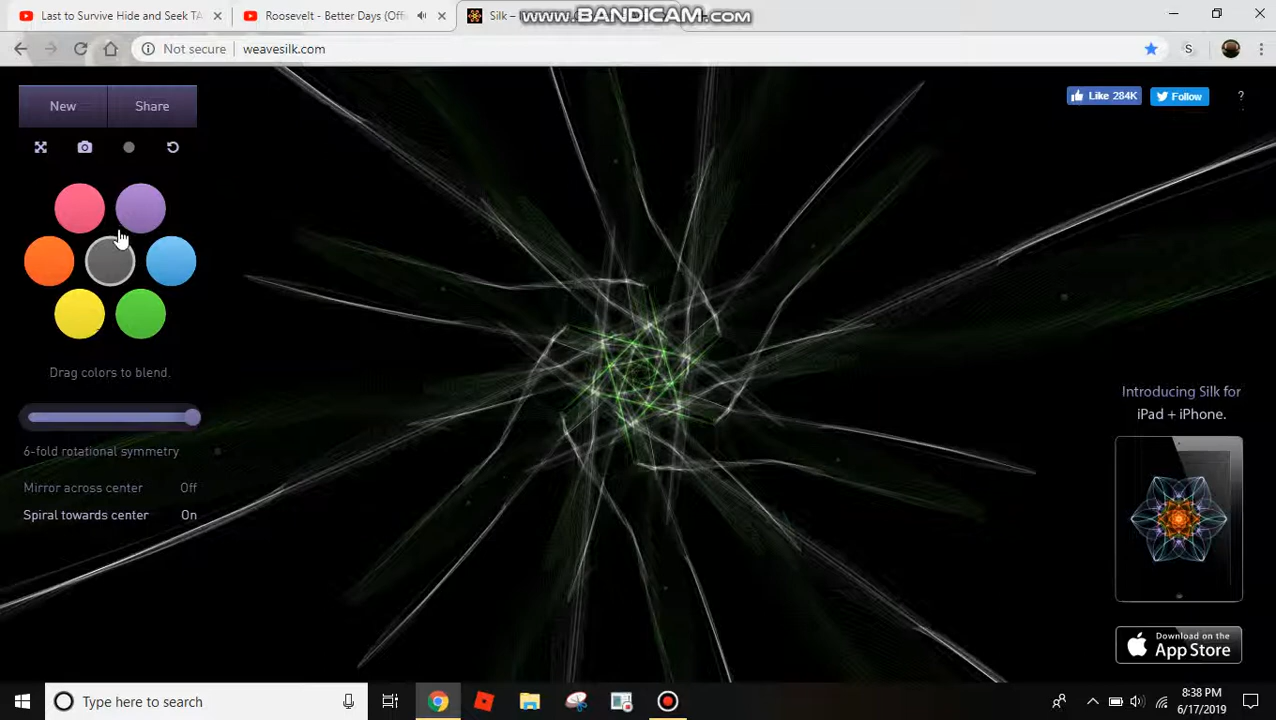 Last to Survive Hide and Seek TA
Roosevelt - Better Days (Offi
Silk –
www.BANDICAM.com
Not secure
weavesilk.com
S
New
Share
Like 284K
Follow
?
Drag colors to blend.
6-fold rotational symmetry
Mirror across center Off
Spiral towards center On
Introducing Silk for
iPad + iPhone.
Download on the
App Store
Type here to search
6:38 PM
6/17/2019